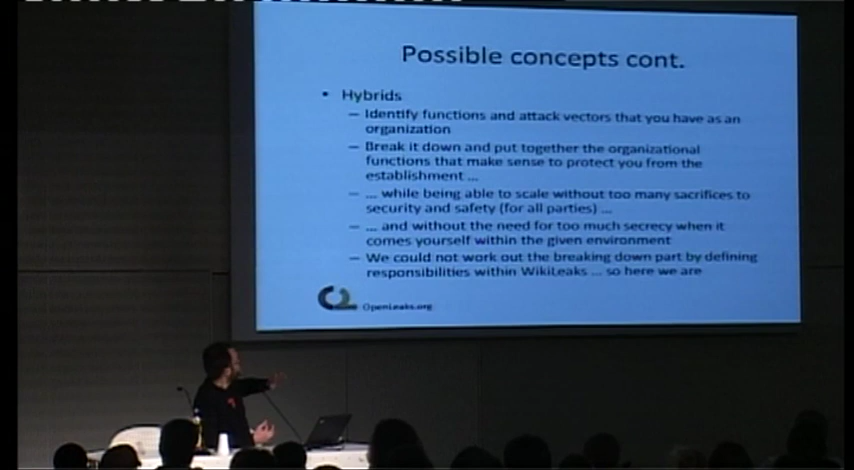 Possible concepts cont.
• Hybrids
– Identify functions and attack vectors that you have as an
organization
– Break it down and put together the organizational
functions that make sense to protect you from the
establishment ...
– ... while being able to scale without too many sacrifices to
security and safety (for all parties) ...
– ... and without the need for too much secrecy when it
comes yourself within the given environment
– We could not work out the breaking down part by defining
responsibilities within WikiLeaks ... so here we are
OpenLeaks.org